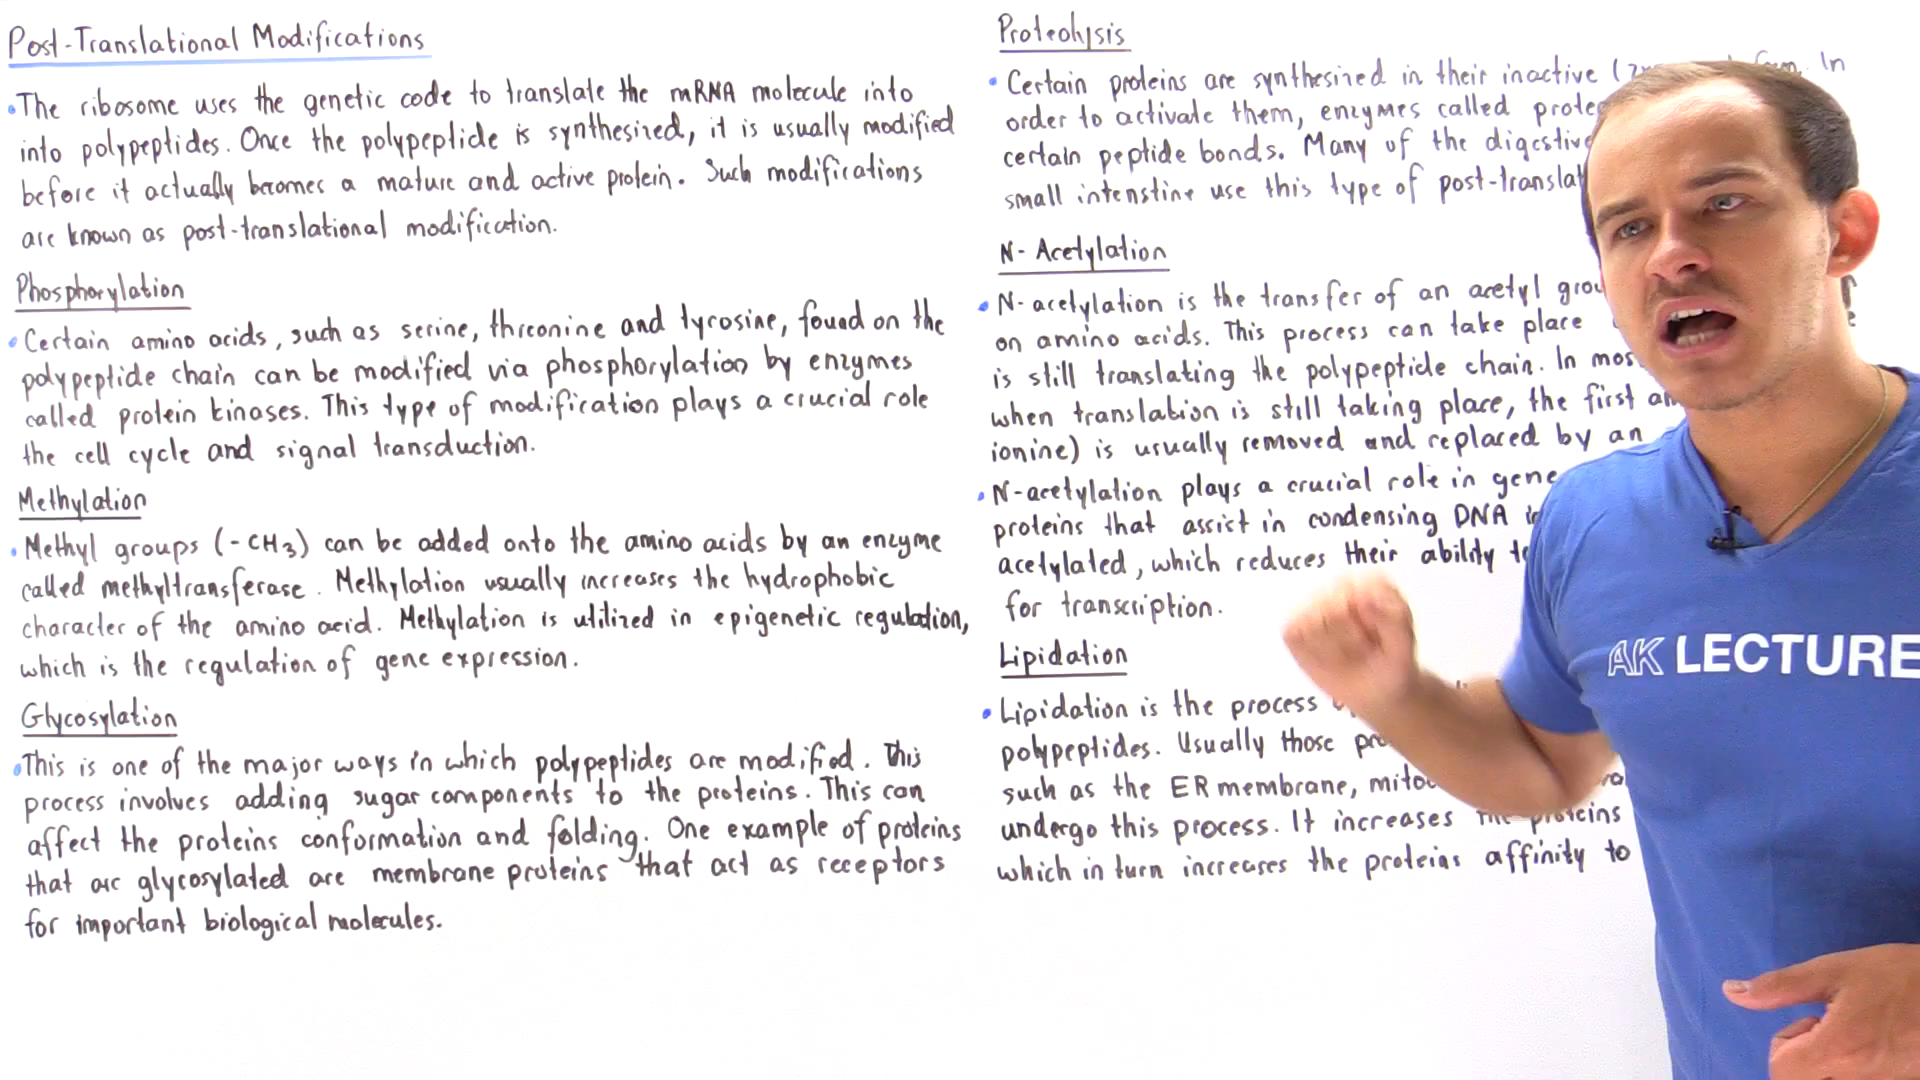 Post-Translational Modifications
• The ribosome uses the genetic code to translate the mRNA molecule into
into polypeptides. Once the polypeptide is synthesized, it is usually modified
before it actually becomes a mature and active protein. Such modifications
are known as post-translational modification.
Phosphorylation
• Certain amino acids, such as serine, threonine and tyrosine, found on the
polypeptide chain can be modified via phosphorylation by enzymes
called protein kinases. This type of modification plays a crucial role
the cell cycle and signal transduction.
Methylation
• Methyl groups (-CH3) can be added onto the amino acids by an enzyme
called methyltransferase. Methylation usually increases the hydrophobic
character of the amino acid. Methylation is utilized in epigenetic regulation,
which is the regulation of gene expression.
Glycosylation
• This is one of the major ways in which polypeptides are modified. This
process involves adding sugar components to the proteins. This can
affect the proteins conformation and folding. One example of proteins
that are glycosylated are membrane proteins that act as receptors
for important biological molecules.
Proteolysis
• Certain proteins are synthesized in their inactive In
order to activate them, enzymes called
certain peptide bonds. Many of the digestive
small intenstine use this type of
N-Acetylation
• N-acetylation is the transfer of an acetyl
on amino acids. This process can take place
is still translating the polypeptide chain. In
when translation is still taking place, the first
ionine) is usually removed and replaced by an
• N-acetylation plays a crucial role in gene
proteins that assist in condensing DNA
acetylated, which reduces their ability
for transcription.
Lipidation
• Lipidation is the process
polypeptides. Usually those
such as the ER membrane,
undergo this process. It increases the proteins
which in turn increases the proteins affinity to
AK LECTURE